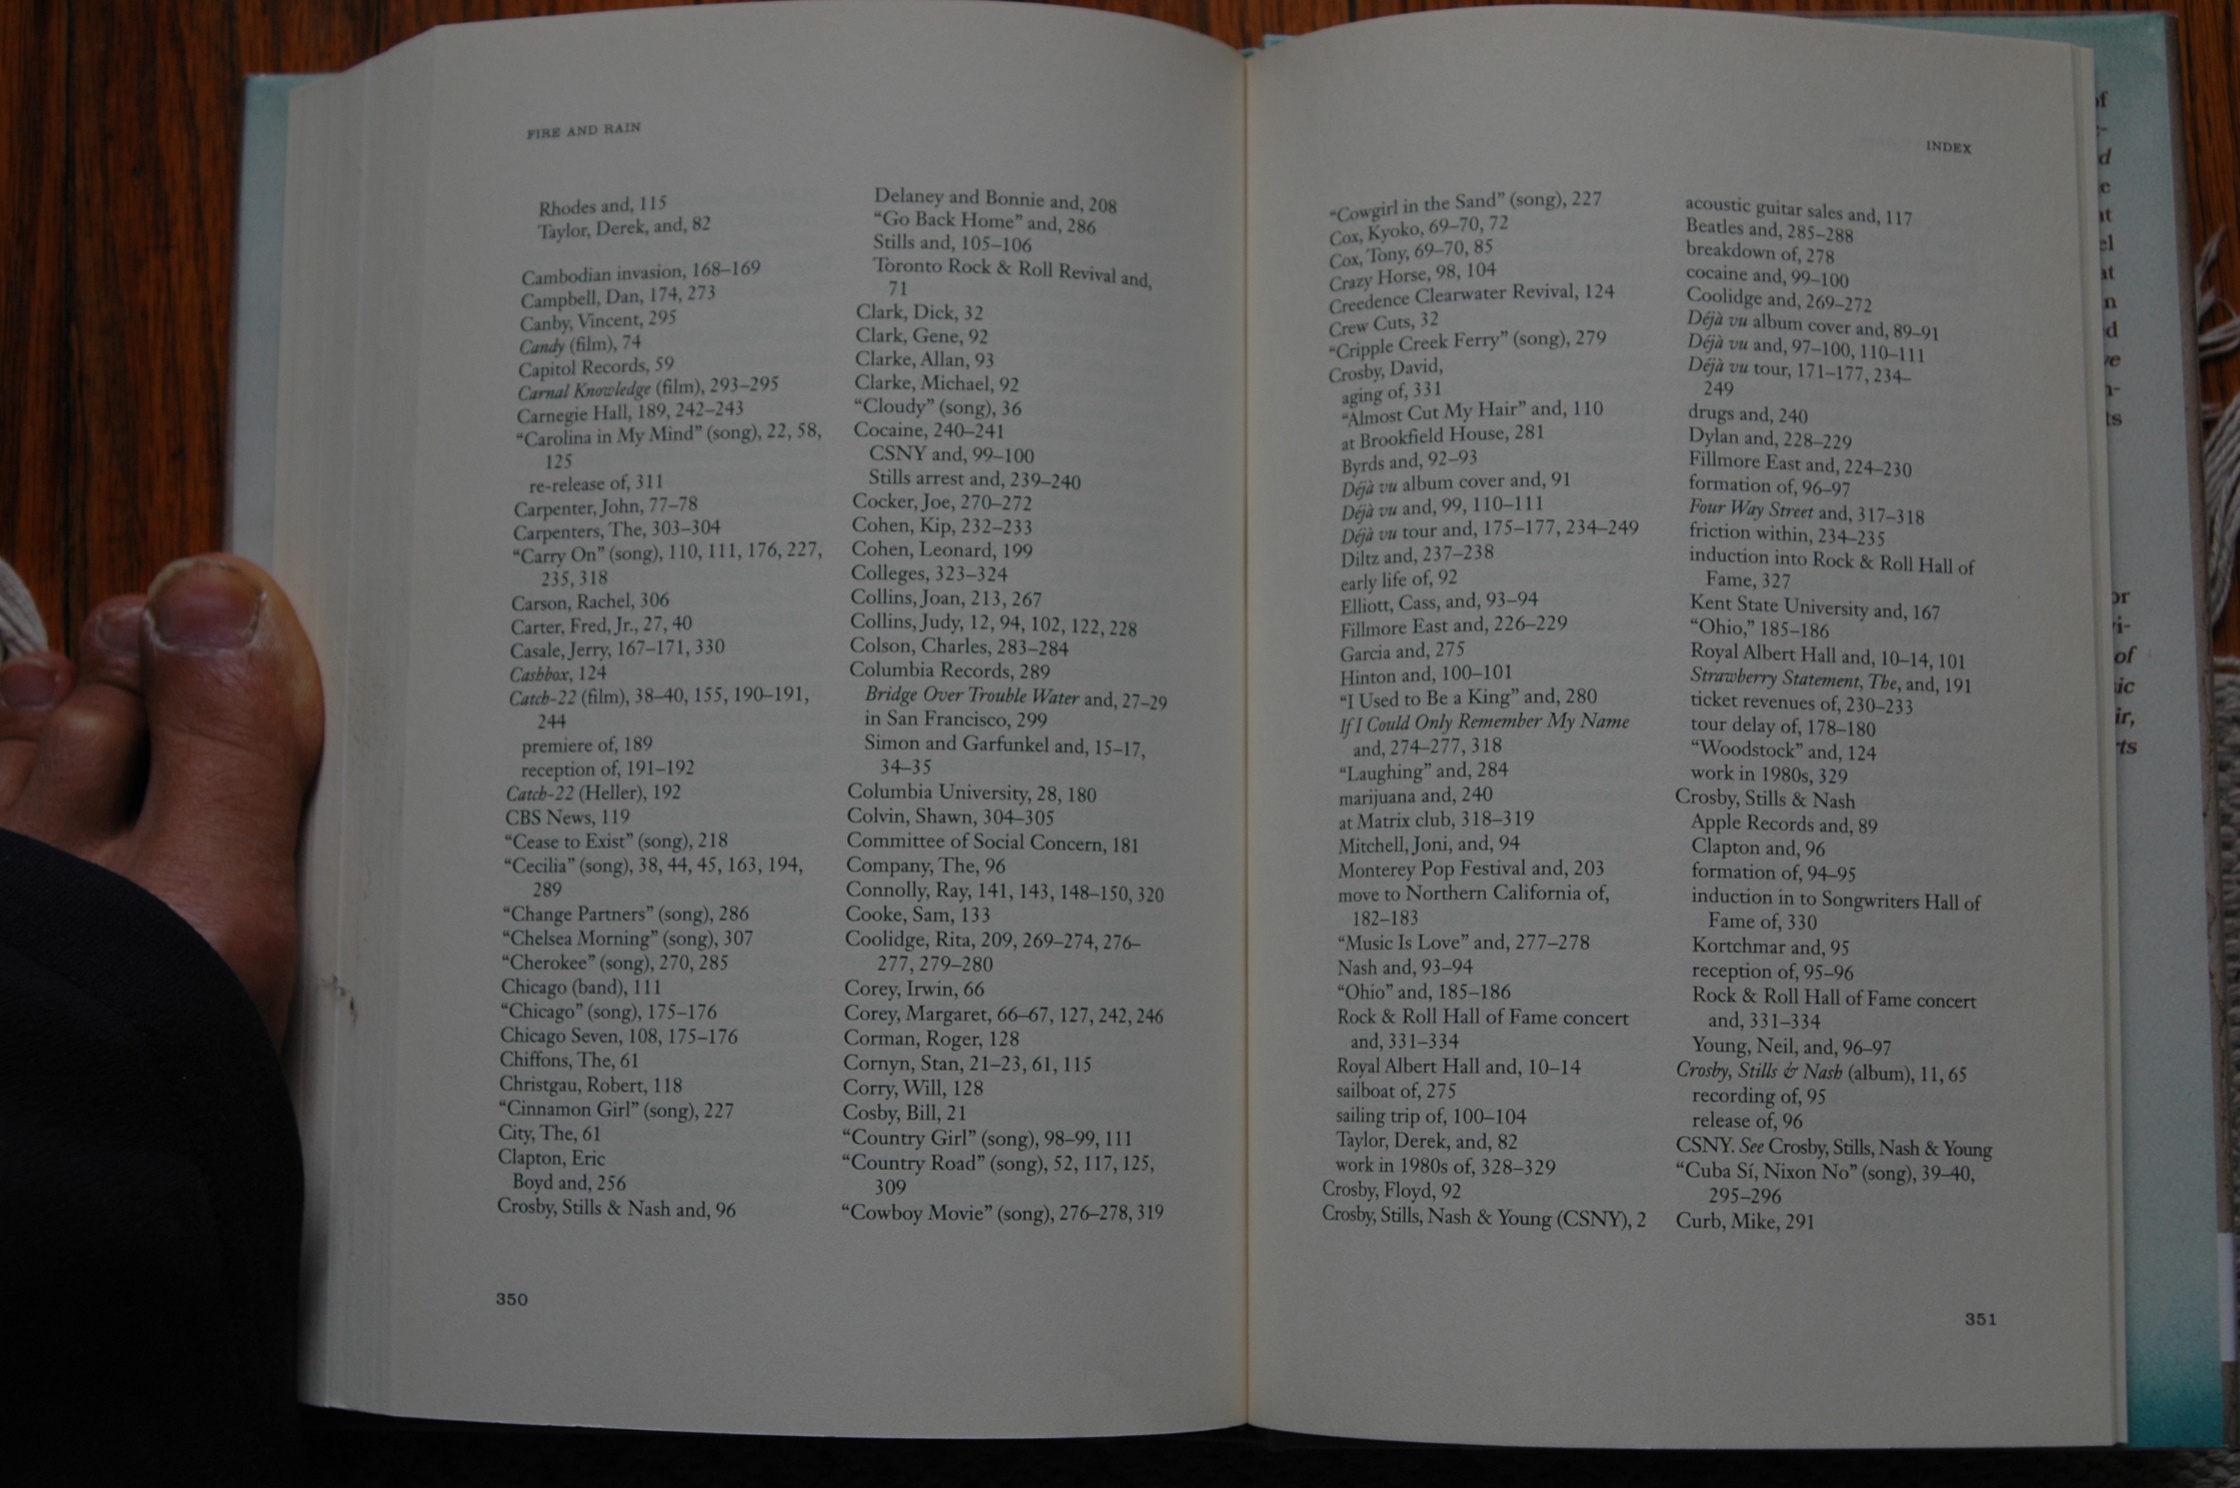 FIRE AND RAIN
Rhodes and, 115
Taylor, Derek, and, 82
Cambodian invasion, 168–169
Campbell, Dan, 174, 273
Canby, Vincent, 295
Candy (film), 74
Capitol Records, 59
Carnal Knowledge (film), 293–295
Carnegie Hall, 189, 242–243
“Carolina in My Mind” (song), 22, 58,
125
re-release of, 311
Carpenter, John, 77–78
Carpenters, The, 303–304
“Carry On” (song), 110, 111, 176, 227,
235, 318
Carson, Rachel, 306
Carter, Fred, Jr., 27, 40
Casale, Jerry, 167–171, 330
Cashbox, 124
Catch-22 (film), 38–40, 155, 190–191,
244
premiere of, 189
reception of, 191–192
Catch-22 (Heller), 192
CBS News, 119
“Cease to Exist” (song), 218
“Cecilia” (song), 38, 44, 45, 163, 194,
289
“Change Partners” (song), 286
“Chelsea Morning” (song), 307
“Cherokee” (song), 270, 285
Chicago (band), 111
“Chicago” (song), 175–176
Chicago Seven, 108, 175–176
Chiffons, The, 61
Christgau, Robert, 118
“Cinnamon Girl” (song), 227
City, The, 61
Clapton, Eric
Boyd and, 256
Crosby, Stills & Nash and, 96
Delaney and Bonnie and, 208
“Go Back Home” and, 286
Stills and, 105–106
Toronto Rock & Roll Revival and,
71
Clark, Dick, 32
Clark, Gene, 92
Clarke, Allan, 93
Clarke, Michael, 92
“Cloudy” (song), 36
Cocaine, 240–241
CSNY and, 99–100
Stills arrest and, 239–240
Cocker, Joe, 270–272
Cohen, Kip, 232–233
Cohen, Leonard, 199
Colleges, 323–324
Collins, Joan, 213, 267
Collins, Judy, 12, 94, 102, 122, 228
Colson, Charles, 283–284
Columbia Records, 289
Bridge Over Trouble Water and, 27–29
in San Francisco, 299
Simon and Garfunkel and, 15–17,
34–35
Columbia University, 28, 180
Colvin, Shawn, 304–305
Committee of Social Concern, 181
Company, The, 96
Connolly, Ray, 141, 143, 148–150, 320
Cooke, Sam, 133
Coolidge, Rita, 209, 269–274, 276–
277, 279–280
Corey, Irwin, 66
Corey, Margaret, 66–67, 127, 242, 246
Corman, Roger, 128
Cornyn, Stan, 21–23, 61, 115
Corry, Will, 128
Cosby, Bill, 21
“Country Girl” (song), 98–99, 111
“Country Road” (song), 52, 117, 125,
309
“Cowboy Movie” (song), 276–278, 319
350
INDEX
“Cowgirl in the Sand” (song), 227
Cox, Kyoko, 69–70, 72
Cox, Tony, 69–70, 85
Crazy Horse, 98, 104
Creedence Clearwater Revival, 124
Crew Cuts, 32
“Cripple Creek Ferry” (song), 279
Crosby, David,
aging of, 331
“Almost Cut My Hair” and, 110
at Brookfield House, 281
Byrds and, 92–93
Déjà vu album cover and, 91
Déjà vu and, 99, 110–111
Déjà vu tour and, 175–177, 234–249
Diltz and, 237–238
early life of, 92
Elliott, Cass, and, 93–94
Fillmore East and, 226–229
Garcia and, 275
Hinton and, 100–101
“I Used to Be a King” and, 280
If I Could Only Remember My Name
and, 274–277, 318
“Laughing” and, 284
marijuana and, 240
at Matrix club, 318–319
Mitchell, Joni, and, 94
Monterey Pop Festival and, 203
move to Northern California of,
182–183
“Music Is Love” and, 277–278
Nash and, 93–94
“Ohio” and, 185–186
Rock & Roll Hall of Fame concert
and, 331–334
Royal Albert Hall and, 10–14
sailboat of, 275
sailing trip of, 100–104
Taylor, Derek, and, 82
work in 1980s of, 328–329
Crosby, Floyd, 92
Crosby, Stills, Nash & Young (CSNY), 2
acoustic guitar sales and, 117
Beatles and, 285–288
breakdown of, 278
cocaine and, 99–100
Coolidge and, 269–272
Déjà vu album cover and, 89–91
Déjà vu and, 97–100, 110–111
Déjà vu tour, 171–177, 234–
249
drugs and, 240
Dylan and, 228–229
Fillmore East and, 224–230
formation of, 96–97
Four Way Street and, 317–318
friction within, 234–235
induction into Rock & Roll Hall of
Fame, 327
Kent State University and, 167
“Ohio,” 185–186
Royal Albert Hall and, 10–14, 101
Strawberry Statement, The, and, 191
ticket revenues of, 230–233
tour delay of, 178–180
“Woodstock” and, 124
work in 1980s, 329
Crosby, Stills & Nash
Apple Records and, 89
Clapton and, 96
formation of, 94–95
induction in to Songwriters Hall of
Fame of, 330
Kortchmar and, 95
reception of, 95–96
Rock & Roll Hall of Fame concert
and, 331–334
Young, Neil, and, 96–97
Crosby, Stills & Nash (album), 11, 65
recording of, 95
release of, 96
CSNY. See Crosby, Stills, Nash & Young
“Cuba Sí, Nixon No” (song), 39–40,
295–296
Curb, Mike, 291
351